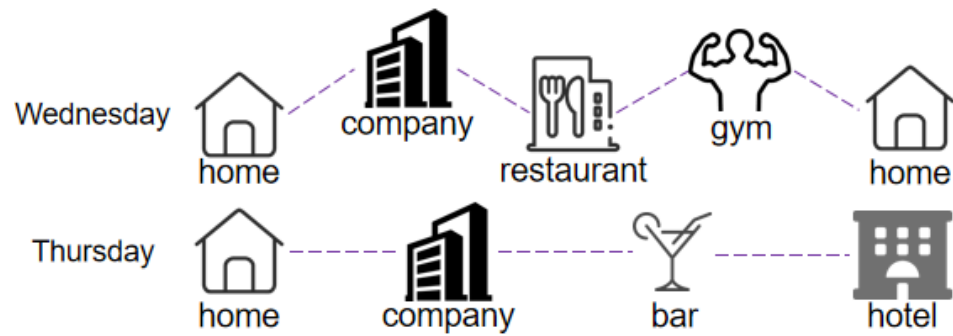 Wednesday
home
company
restaurant
gym
home
Thursday
home
company
bar
hotel